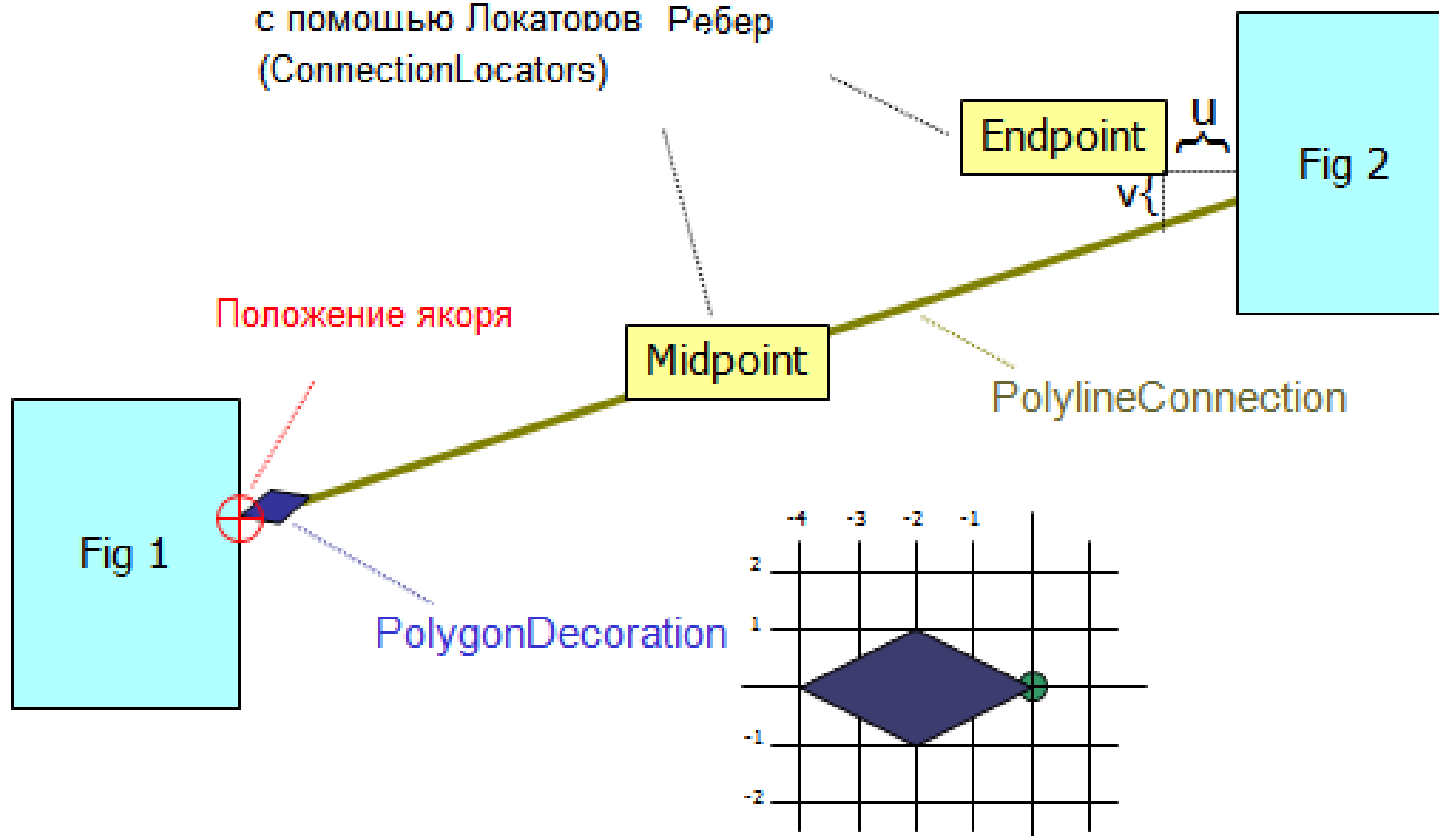 с помощью Локаторов Ребер
(ConnectionLocators)
Endpoint
u
Fig 2
v
Положение якоря
Midpoint
PolylineConnection
Fig 1
PolygonDecoration
-4 -3 -2 -1
2
1
-1
-2